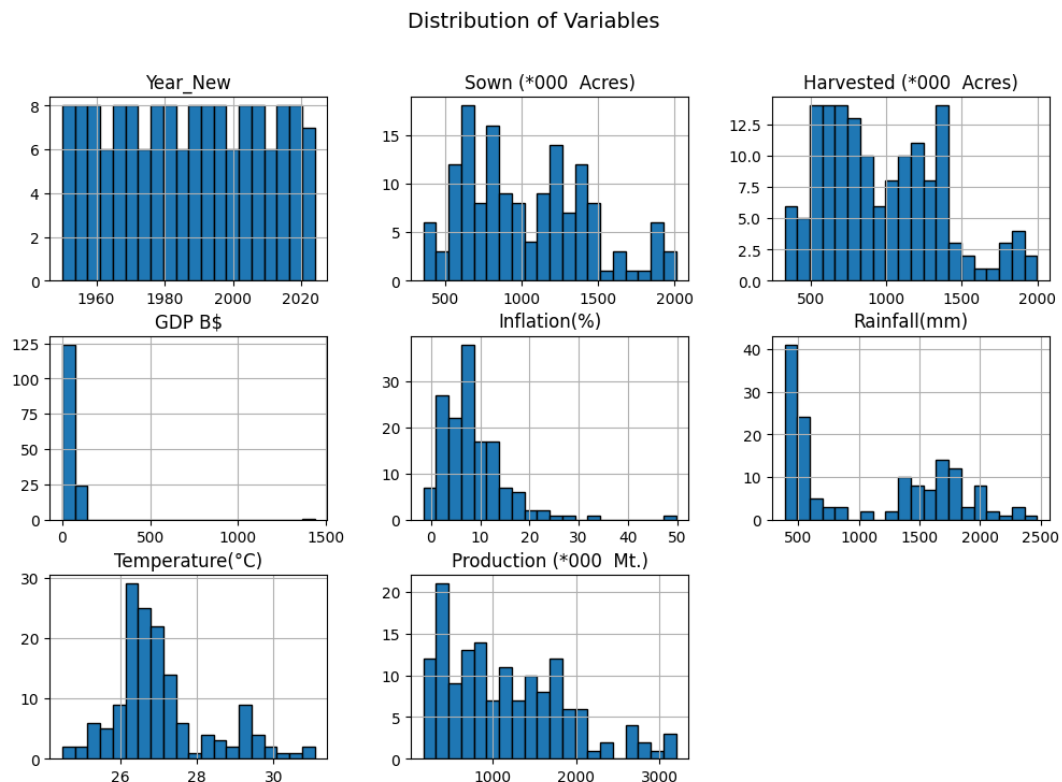 Distribution of Variables
Year_New
8
6
4
2
0
1960 1980 2000 2020
Sown (*000  Acres)
15
10
5
0
500 1000 1500 2000
Harvested (*000  Acres)
12.5
10.0
7.5
5.0
2.5
0.0
500 1000 1500 2000
GDP B$
125
100
75
50
25
0
0 500 1000 1500
Inflation(%)
30
20
10
0
0 10 20 30 40 50
Rainfall(mm)
40
30
20
10
0
500 1000 1500 2000 2500
Temperature(°C)
30
20
10
0
26 28 30
Production (*000  Mt.)
20
15
10
5
0
1000 2000 3000